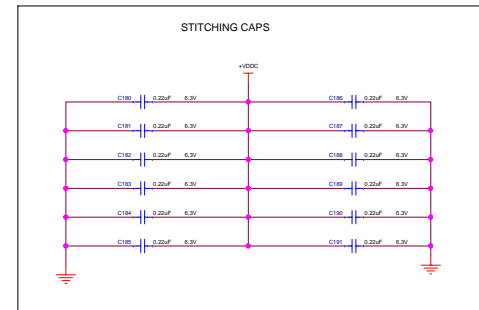 STITCHING CAPS
+VDDC
C180 0.22uF 6.3V C186 0.22uF 6.3V
C181 0.22uF 6.3V C187 0.22uF 6.3V
C182 0.22uF 6.3V C188 0.22uF 6.3V
C183 0.22uF 6.3V C189 0.22uF 6.3V
C184 0.22uF 6.3V C190 0.22uF 6.3V
C185 0.22uF 6.3V C191 0.22uF 6.3V